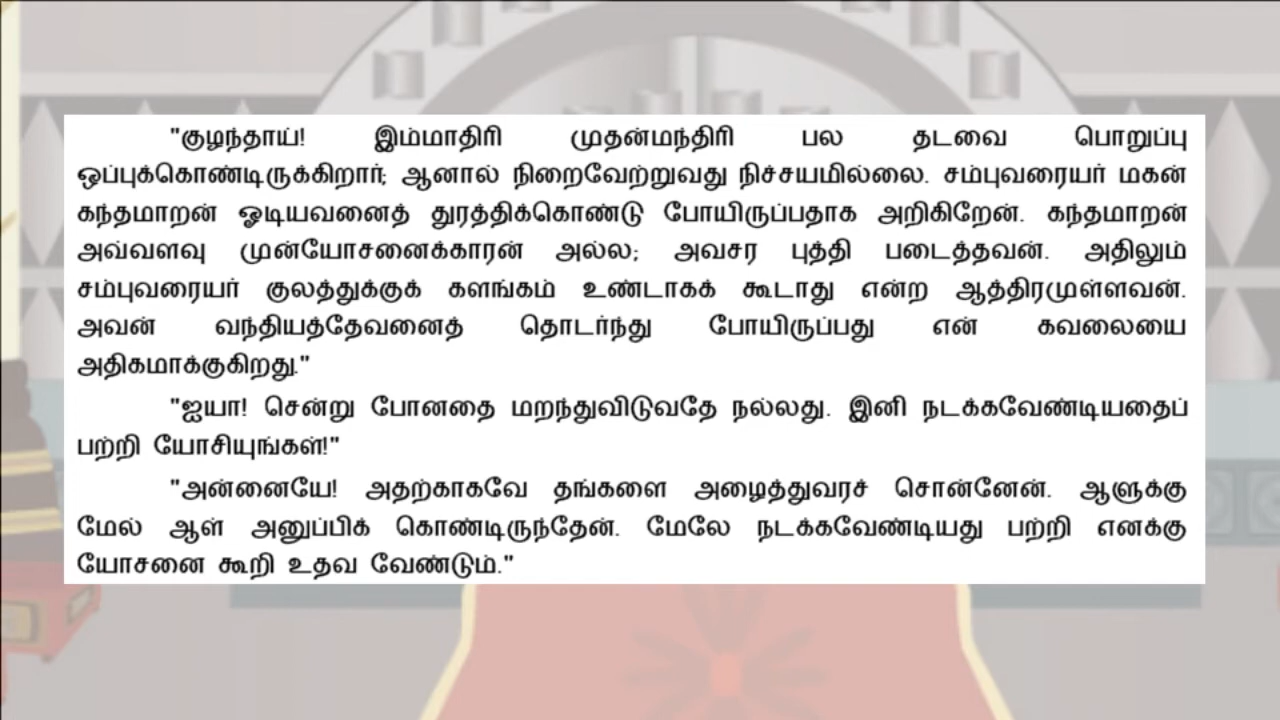 "குழந்தாய்! இம்மாதிரி முதன்மந்திரி பல தடவை பொறுப்பு
ஒப்புக்கொண்டிருக்கிறார்; ஆனால் நிறைவேற்றுவது நிச்சயமில்லை. சம்புவரையர் மகன்
கந்தமாறன் ஓடியவனைத் துரத்திக்கொண்டு போயிருப்பதாக அறிகிறேன். கந்தமாறன்
அவ்வளவு முன்யோசனைக்காரன் அல்ல; அவசர புத்தி படைத்தவன். அதிலும்
சம்புவரையர் குலத்துக்குக் களங்கம் உண்டாகக் கூடாது என்ற ஆத்திரமுள்ளவன்.
அவன் வந்தியத்தேவனைத் தொடர்ந்து போயிருப்பது என் கவலையை
அதிகமாக்குகிறது."
"ஐயா! சென்று போனதை மறந்துவிடுவதே நல்லது. இனி நடக்கவேண்டியதைப்
பற்றி யோசியுங்கள்!"
"அன்னையே! அதற்காகவே தங்களை அழைத்துவரச் சொன்னேன். ஆளுக்கு
மேல் ஆள் அனுப்பிக் கொண்டிருந்தேன். மேலே நடக்கவேண்டியது பற்றி எனக்கு
யோசனை கூறி உதவ வேண்டும்."